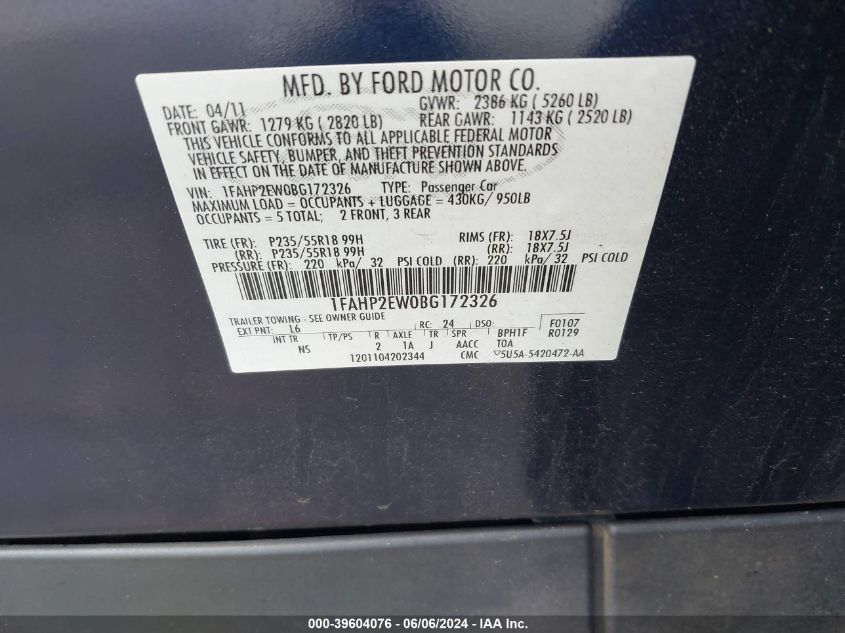 MFD. BY FORD MOTOR CO.
DATE: 04/11 GVWR: 2386 KG ( 5260 LB)
FRONT GAWR: 1279 KG ( 2820 LB) REAR GAWR: 1143 KG ( 2520 LB)
THIS VEHICLE CONFORMS TO ALL APPLICABLE FEDERAL MOTOR
VEHICLE SAFETY, BUMPER, AND THEFT PREVENTION STANDARDS
IN EFFECT ON THE DATE OF MANUFACTURE SHOWN ABOVE.
VIN: 1FAHP2EW0BG172326 TYPE: Passenger Car
MAXIMUM LOAD = OCCUPANTS + LUGGAGE = 430KG/ 950LB
OCCUPANTS = 5 TOTAL; 2 FRONT, 3 REAR
TIRE (FR): P235/55R18 99H RIMS (FR): 18X7.5J
(RR): P235/55R18 99H (RR): 18X7.5J
PRESSURE (FR): 220 kPa/ 32 PSI COLD (RR): 220 kPa/ 32 PSI COLD
1FAHP2EW0BG172326
TRAILER TOWING - SEE OWNER GUIDE
EXT PNT: L6 RC: 24 DSO: F0107
INT TR TP/PS R AXLE TR SPR BPH1F R0129
NS 2 1A J AACC TOA
1201104202344 CMC 5U5A-5420472-AA
000-39604076 - 06/06/2024 - IAA Inc.